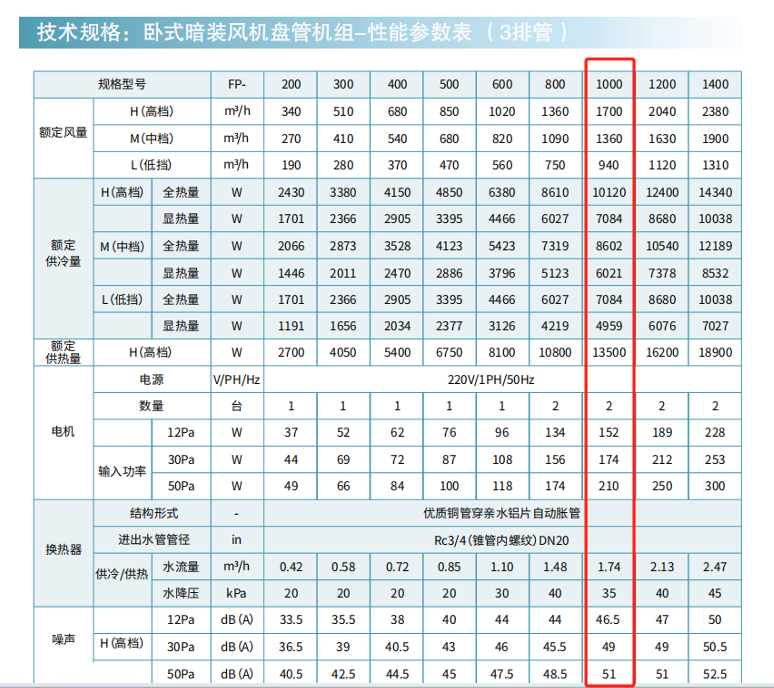 技术规格：卧式暗装风机盘管机组-性能参数表（3排管）
规格型号 FP- 200 300 400 500 600 800 1000 1200 1400
额定风量 H（高档） m³/h 340 510 680 850 1020 1360 1700 2040 2380
M（中档） m³/h 270 410 540 680 820 1090 1360 1630 1900
L（低挡） m³/h 190 280 370 470 560 750 940 1120 1310
额定供冷量 H（高档） 全热量 W 2430 3380 4150 4850 6380 8610 10120 12400 14340
显热量 W 1701 2366 2905 3395 4466 6027 7084 8680 10038
M（中档） 全热量 W 2066 2873 3528 4123 5423 7319 8602 10540 12189
显热量 W 1446 2011 2470 2886 3796 5123 6021 7378 8532
L（低挡） 全热量 W 1701 2366 2905 3395 4466 6027 7084 8680 10038
显热量 W 1191 1656 2034 2377 3126 4219 4959 6076 7027
额定供热量 H（高档） W 2700 4050 5400 6750 8100 10800 13500 16200 18900
电机 电源 V/PH/Hz 220V/1PH/50Hz
数量 台 1 1 1 1 1 2 2 2 2
输入功率 12Pa W 37 52 62 76 96 134 152 189 228
30Pa W 44 69 72 87 108 156 174 212 253
50Pa W 49 66 84 100 118 174 210 250 300
换热器 结构形式 - 优质铜管穿亲水铝片自动胀管
进出水管管径 in Rc3/4（锥管内螺纹）DN20
供冷/供热 水流量 m³/h 0.42 0.58 0.72 0.85 1.10 1.48 1.74 2.13 2.47
水降压 kPa 20 20 20 20 30 40 35 40 45
噪声 H（高档） 12Pa dB（A） 33.5 35.5 38 40 44 44 46.5 47 50
30Pa dB（A） 36.5 39 40.5 43 46 45.5 49 49 50.5
50Pa dB（A） 40.5 42.5 44.5 45 47.5 48.5 51 51 52.5